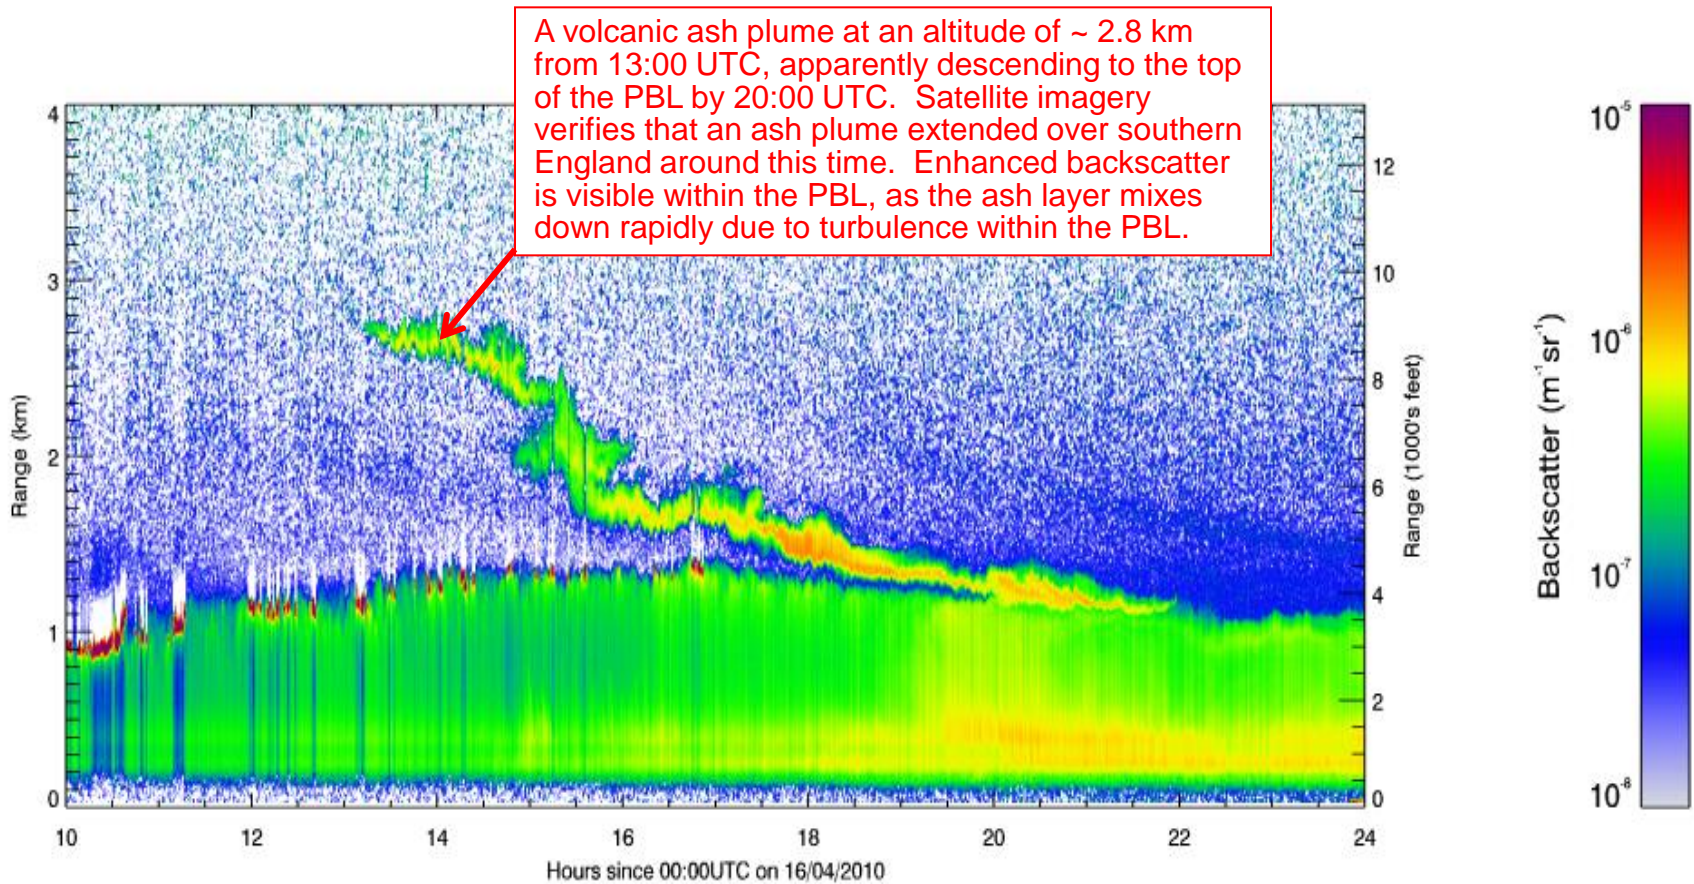 A volcanic ash plume at an altitude of ~ 2.8 km
from 13:00 UTC, apparently descending to the top
of the PBL by 20:00 UTC.  Satellite imagery
verifies that an ash plume extended over southern
England around this time.  Enhanced backscatter
is visible within the PBL, as the ash layer mixes
down rapidly due to turbulence within the PBL.
4
3
2
1
0
Range (km)
12
10
8
6
4
2
0
Range (1000's feet)
10 12 14 16 18 20 22 24
Hours since 00:00UTC on 16/04/2010
10⁻⁵
10⁻⁶
10⁻⁷
10⁻⁸
Backscatter (m⁻¹sr⁻¹)